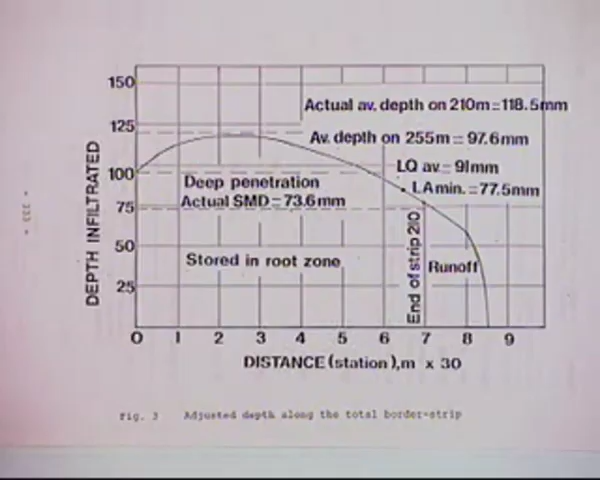 150
Actual av. depth on 210m=118.5mm
125
Av. depth on 255m=97.6mm
LQ av=91mm
100
Deep penetration
LAmin.=77.5mm
Actual SMD=73.6mm
75
DEPTH INFILTRATED
50
Stored in root zone
End of strip 210
Runoff
25
0 1 2 3 4 5 6 7 8 9
DISTANCE (station),m x 30
Fig. 3 Adjusted depth along the total border-strip
- 333 -